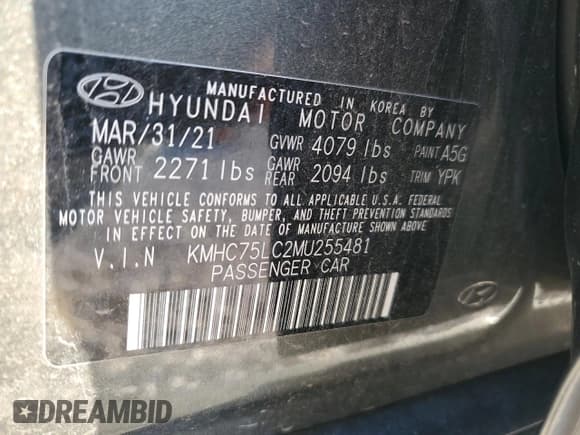 MANUFACTURED IN KOREA BY
HYUNDAI MOTOR COMPANY
MAR/31/21 GVWR 4079 lbs PAINT A5G
GAWR FRONT 2271 lbs GAWR REAR 2094 lbs TRIM YPK
THIS VEHICLE CONFORMS TO ALL APPLICABLE U.S.A. FEDERAL
MOTOR VEHICLE SAFETY, BUMPER, AND THEFT PREVENTION STANDARDS
IN EFFECT ON THE DATE OF MANUFACTURE SHOWN ABOVE.
V.I.N KMHC75LC2MU255481
PASSENGER CAR
DREAMBID